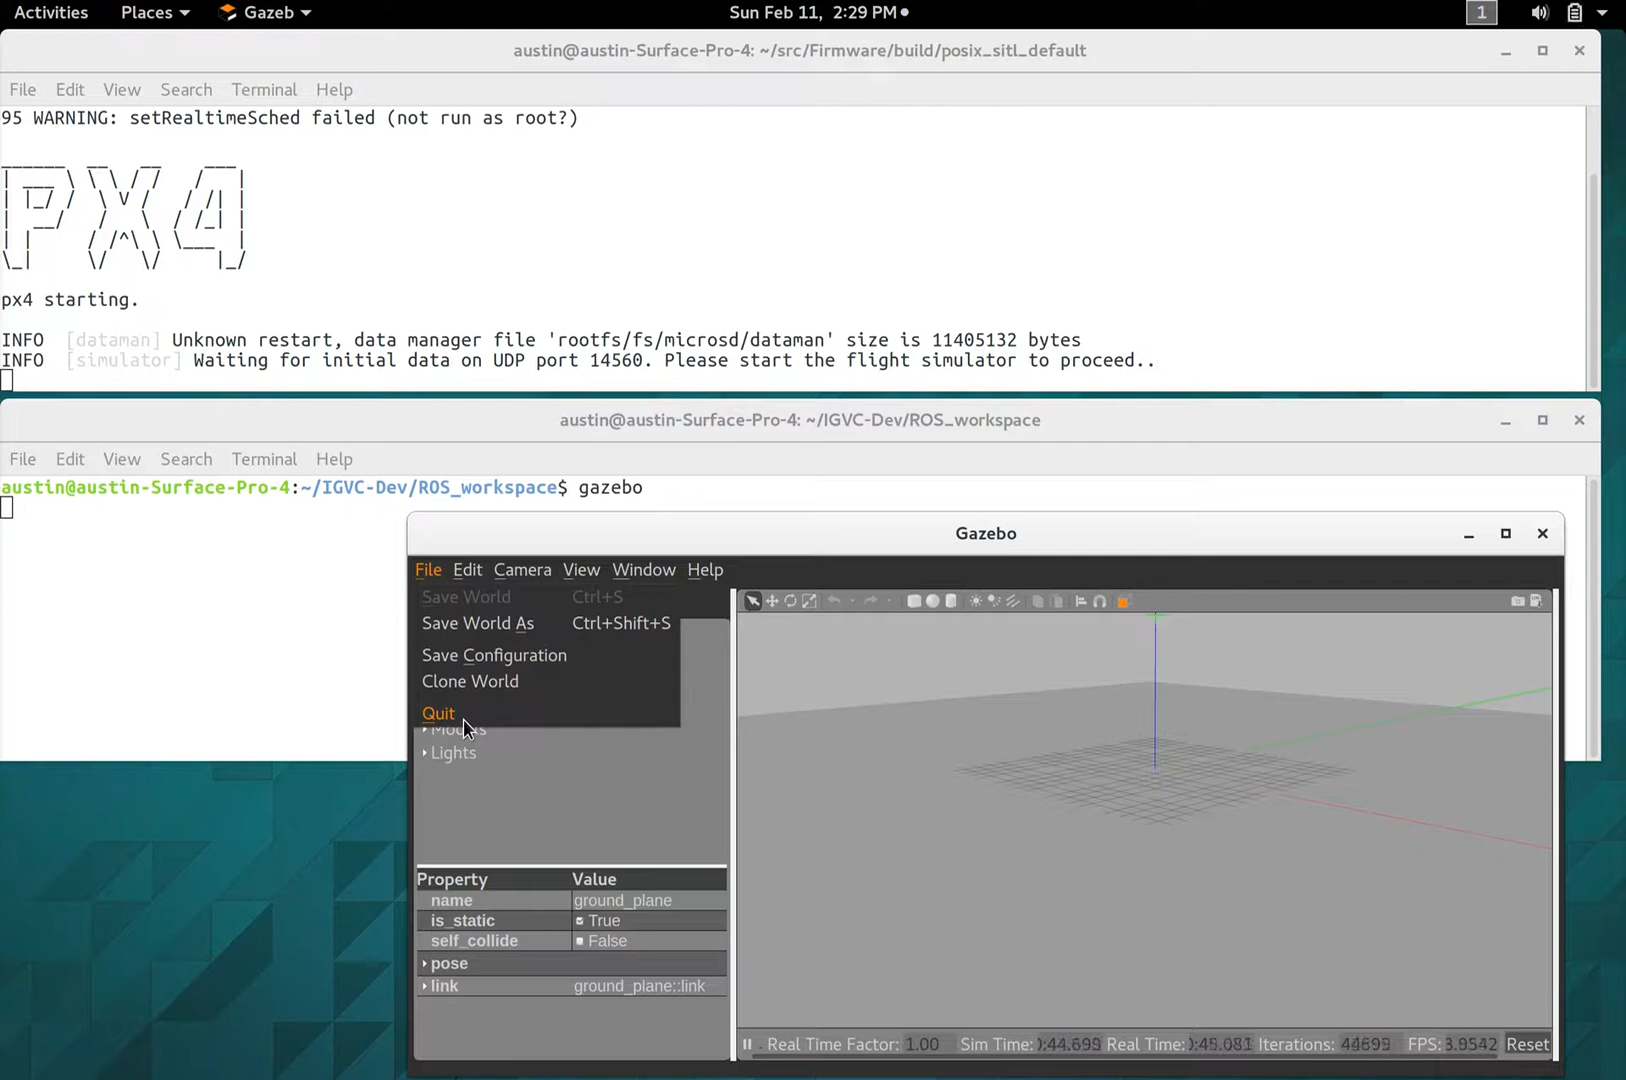 Activities Places Gazeb Sun Feb 11, 2:29 PM 1
austin@austin-Surface-Pro-4: ~/src/Firmware/build/posix_sitl_default
File Edit View Search Terminal Help
95 WARNING: setRealtimeSched failed (not run as root?)
PX4
px4 starting.
INFO [dataman] Unknown restart, data manager file 'rootfs/fs/microsd/dataman' size is 11405132 bytes
INFO [simulator] Waiting for initial data on UDP port 14560. Please start the flight simulator to proceed..
austin@austin-Surface-Pro-4: ~/IGVC-Dev/ROS_workspace
File Edit View Search Terminal Help
austin@austin-Surface-Pro-4:~/IGVC-Dev/ROS_workspace$ gazebo
Gazebo
File Edit Camera View Window Help
Save World Ctrl+S
Save World As Ctrl+Shift+S
Save Configuration
Clone World
Quit
Models
Lights
Property Value
name ground_plane
is_static True
self_collide False
pose
link ground_plane::link
Real Time Factor: 1.00 Sim Time: Real Time: Iterations: FPS: Reset